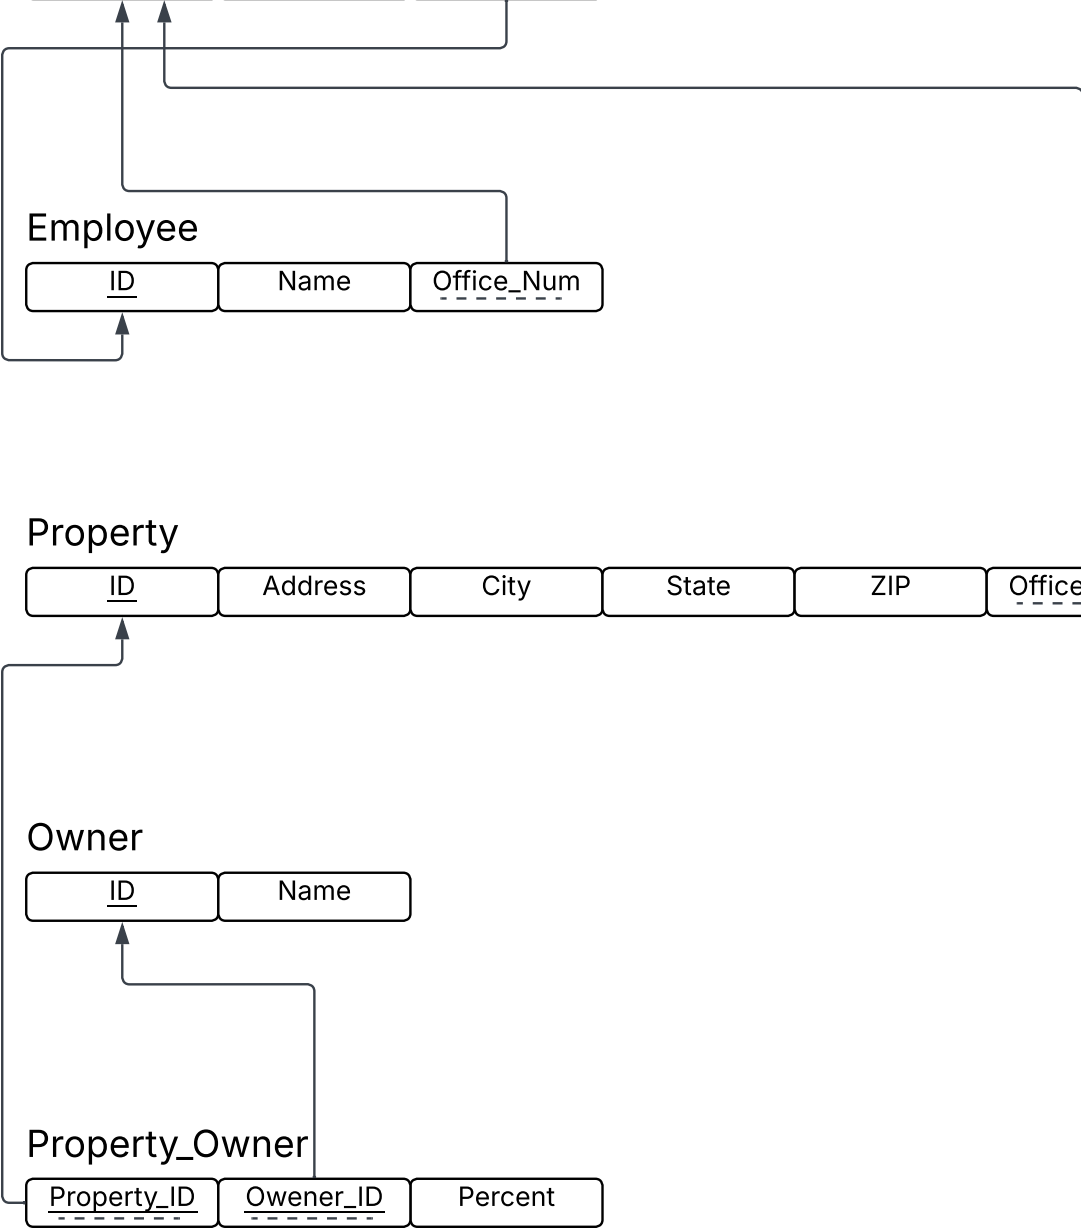 Employee
ID Name Office_Num
Property
ID Address City State ZIP Office
Owner
ID Name
Property_Owner
Property_ID Owener_ID Percent